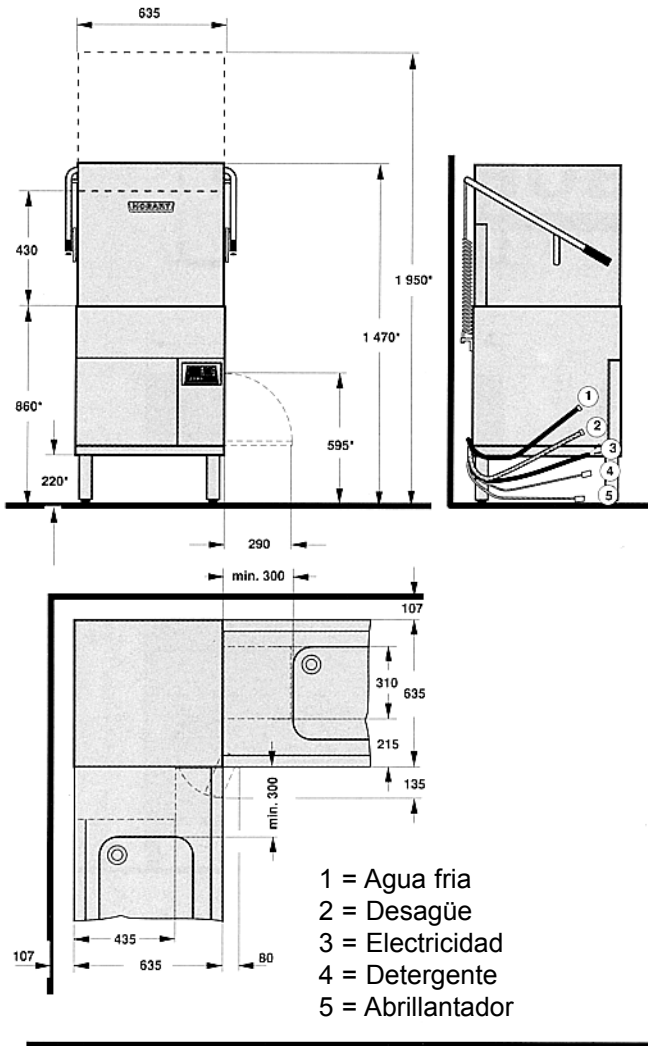 635
HOBART
430
1 950*
1 470*
860*
595*
220*
290
1
2
3
4
5
min. 300
107
310
635
215
135
min. 300
435
107
635
80
1 = Agua fria
2 = Desagüe
3 = Electricidad
4 = Detergente
5 = Abrillantador